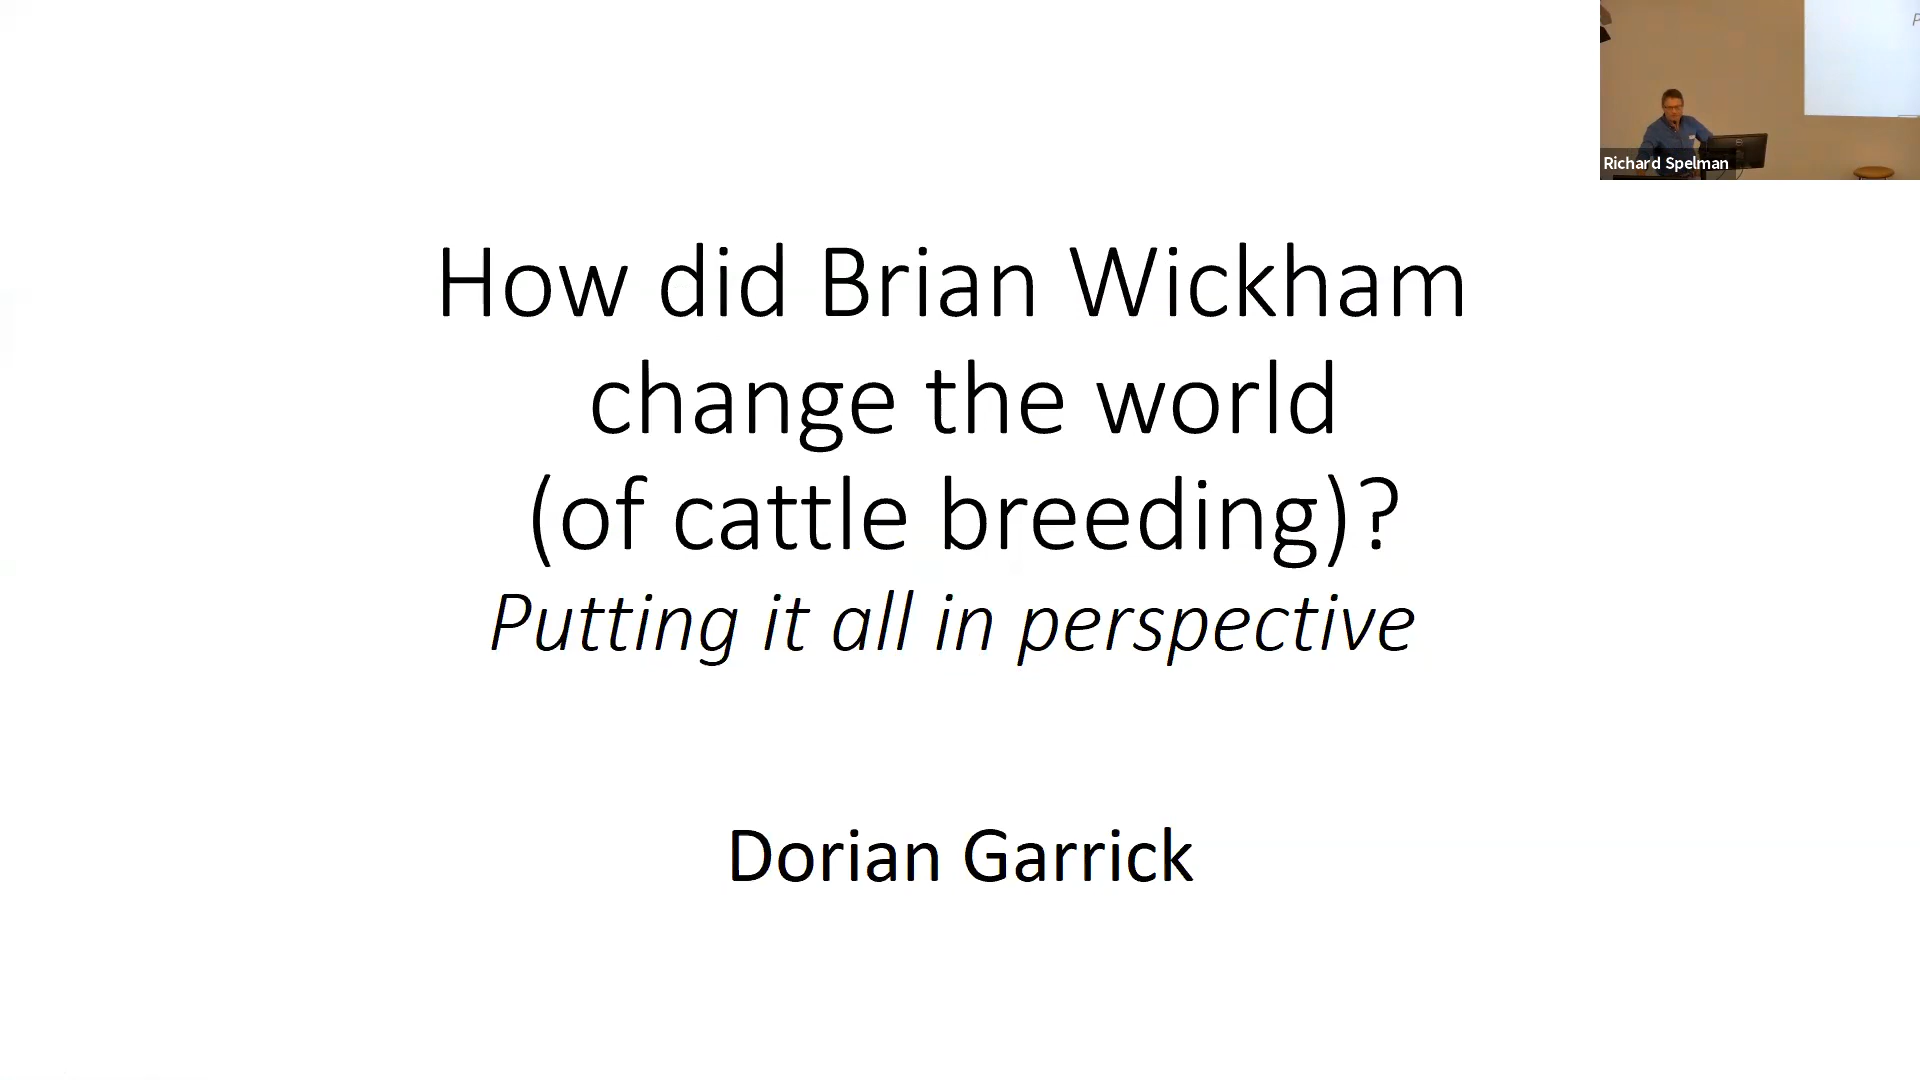 Richard Spelman
How did Brian Wickham
change the world
(of cattle breeding)?
Putting it all in perspective
Dorian Garrick